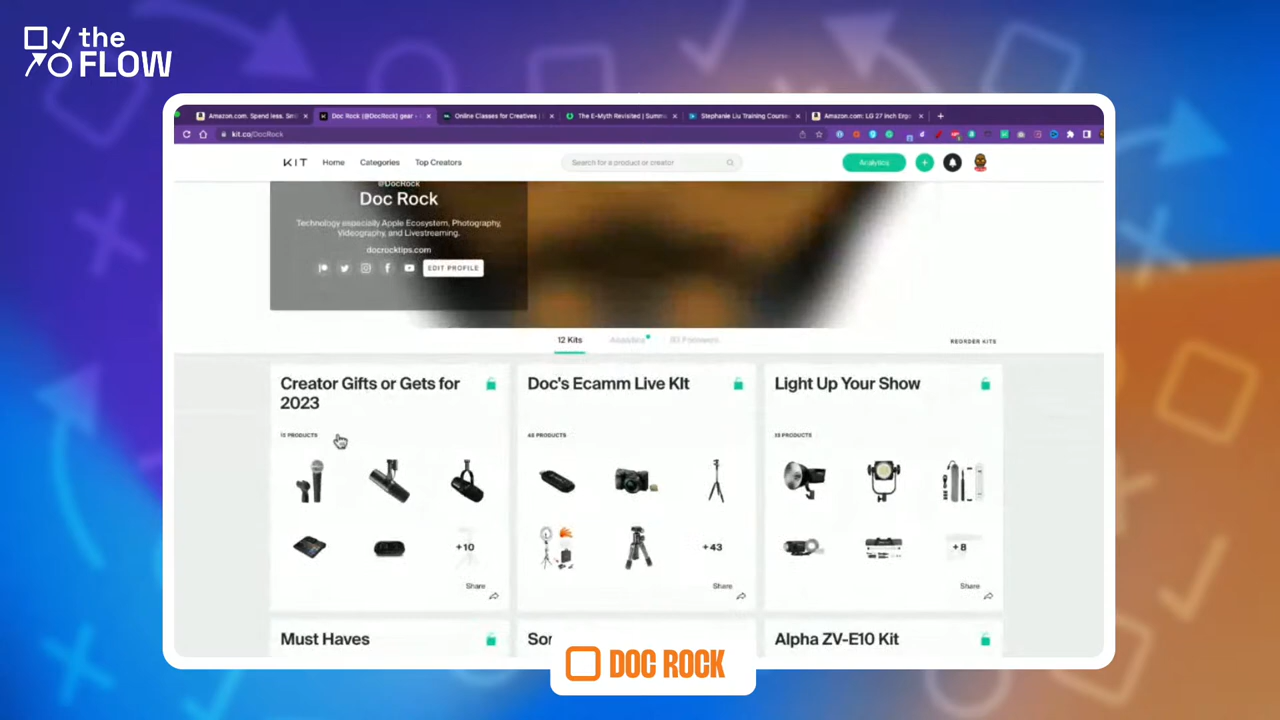 the
FLOW
Amazon.com. Spend less. Smi
Doc Rock (@DocRock) gear -
Online Classes for Creatives |
The E-Myth Revisited | Summa
Stephanie Liu Training Course
Amazon.com: LG 27 inch Ergo
kit.co/DocRock
KIT
Home
Categories
Top Creators
Search for a product or creator
Analytics
@DocRock
Doc Rock
Technology especially Apple Ecosystem, Photography,
Videography, and Livestreaming.
docrocktips.com
EDIT PROFILE
12 Kits
Analytics
Followers
REORDER KITS
Creator Gifts or Gets for
2023
PRODUCTS
+10
Share
Doc's Ecamm Live KIt
PRODUCTS
+43
Share
Light Up Your Show
PRODUCTS
+8
Share
Must Haves
Alpha ZV-E10 Kit
DOC ROCK